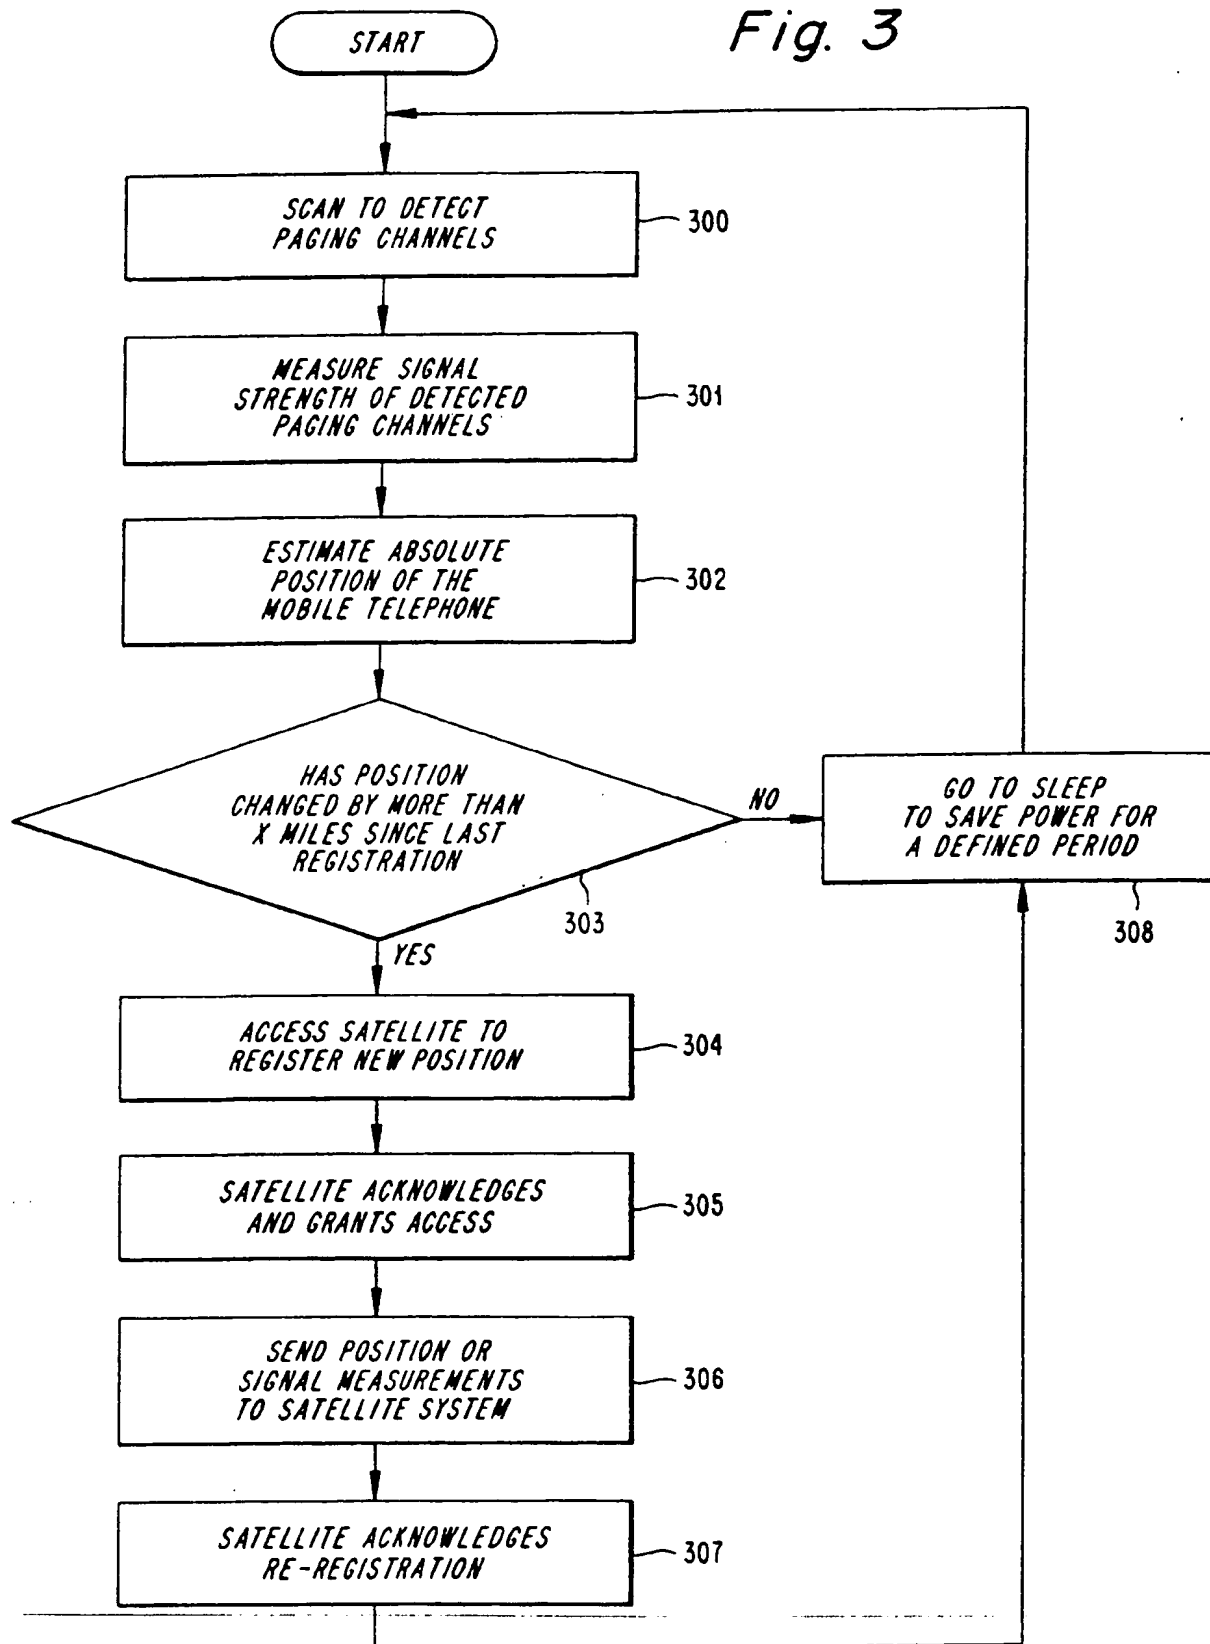 Fig. 3
START
SCAN TO DETECT
PAGING CHANNELS
300
MEASURE SIGNAL
STRENGTH OF DETECTED
PAGING CHANNELS
301
ESTIMATE ABSOLUTE
POSITION OF THE
MOBILE TELEPHONE
302
HAS POSITION
CHANGED BY MORE THAN
X MILES SINCE LAST
REGISTRATION
303
NO
GO TO SLEEP
TO SAVE POWER FOR
A DEFINED PERIOD
308
YES
ACCESS SATELLITE TO
REGISTER NEW POSITION
304
SATELLITE ACKNOWLEDGES
AND GRANTS ACCESS
305
SEND POSITION OR
SIGNAL MEASUREMENTS
TO SATELLITE SYSTEM
306
SATELLITE ACKNOWLEDGES
RE-REGISTRATION
307